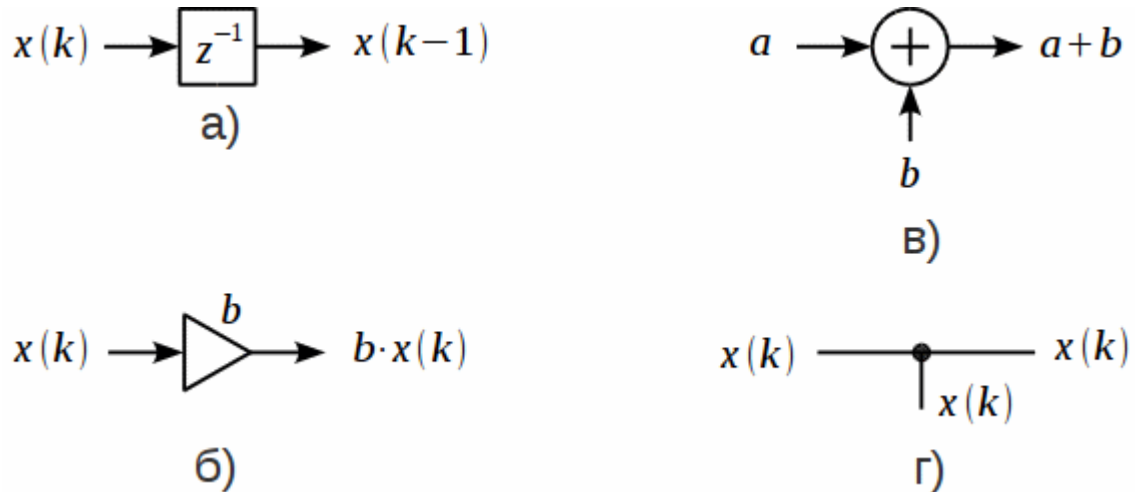 x(k) z⁻¹ x(k−1)
а)
a + a+b
b
в)
x(k) b b·x(k)
б)
x(k) x(k)
x(k)
г)